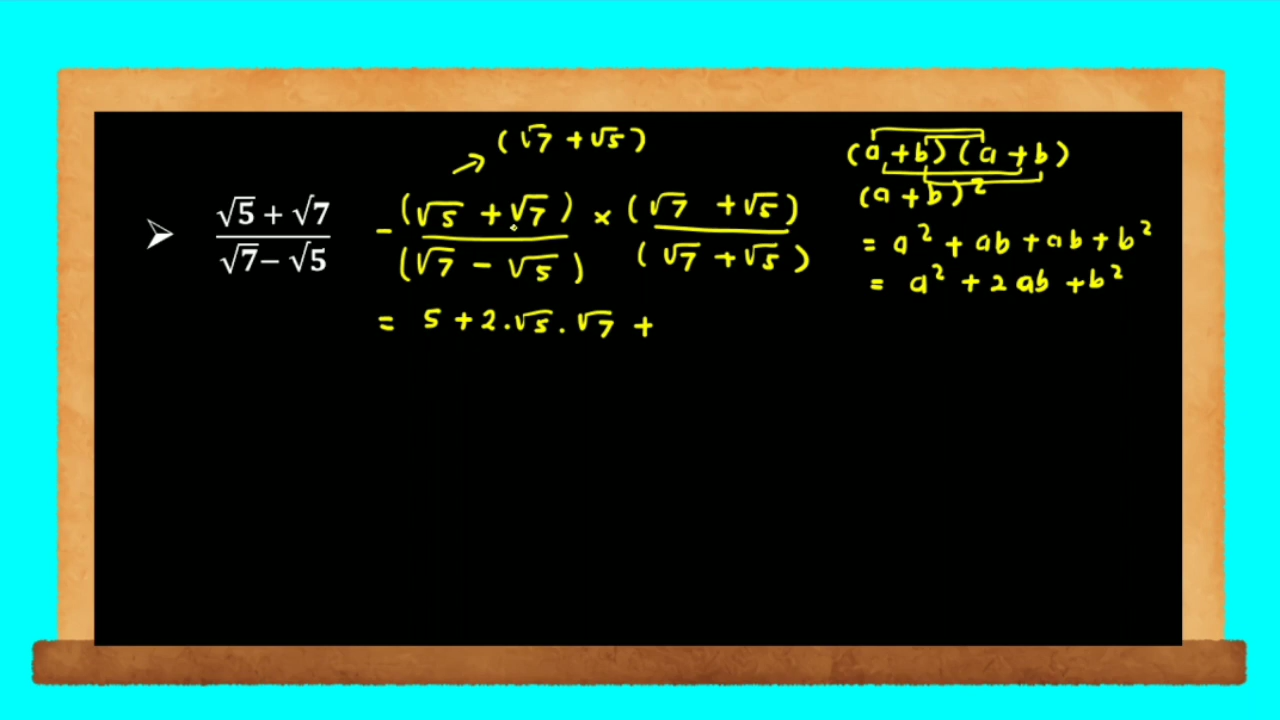 (√7 + √5)
→
(a + b) (a + b)
(a + b)²
➢ (√5 + √7)/(√7− √5)
- (√5 + √7)/(√7 - √5) × (√7 + √5)/(√7 + √5)
= a² + ab + ab + b²
= a² + 2ab + b²
= 5 + 2.√5.√7 +